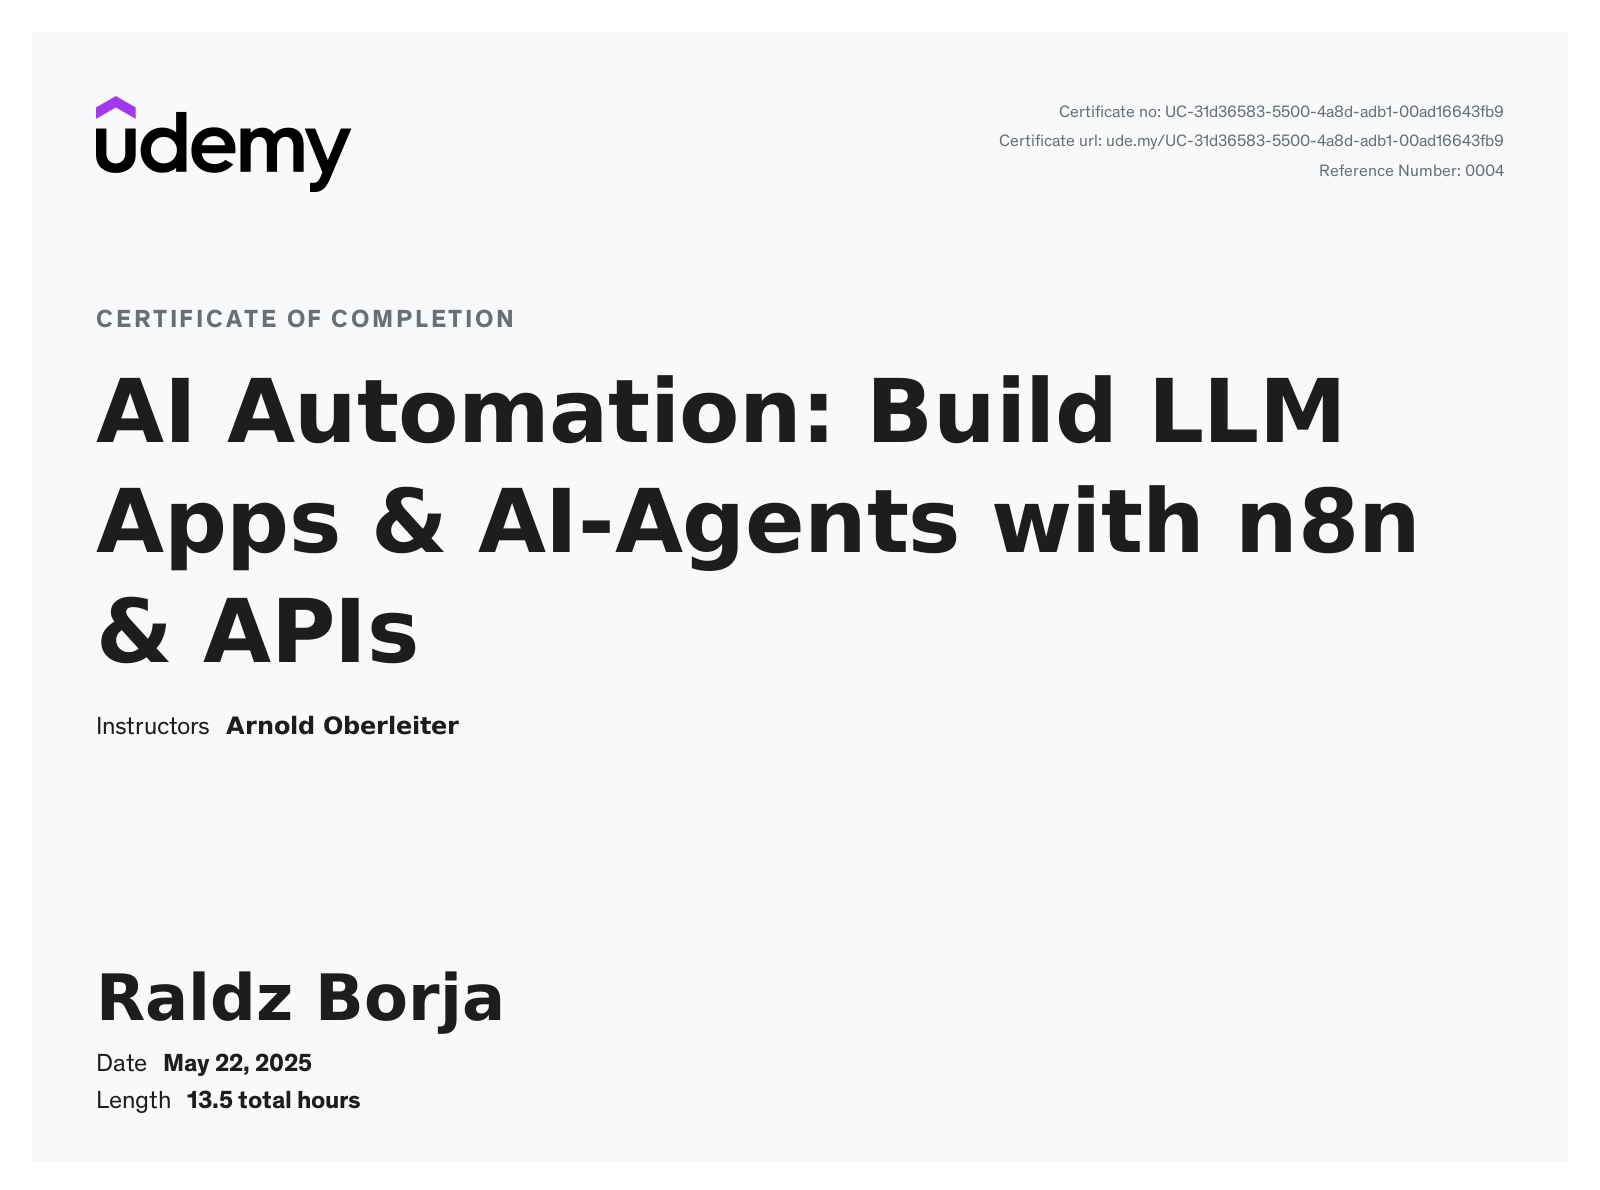 udemy
Certificate no: UC-31d36583-5500-4a8d-adb1-00ad16643fb9
Certificate url: ude.my/UC-31d36583-5500-4a8d-adb1-00ad16643fb9
Reference Number: 0004
CERTIFICATE OF COMPLETION
AI Automation: Build LLM
Apps & AI-Agents with n8n
& APIs
Instructors Arnold Oberleiter
Raldz Borja
Date May 22, 2025
Length 13.5 total hours